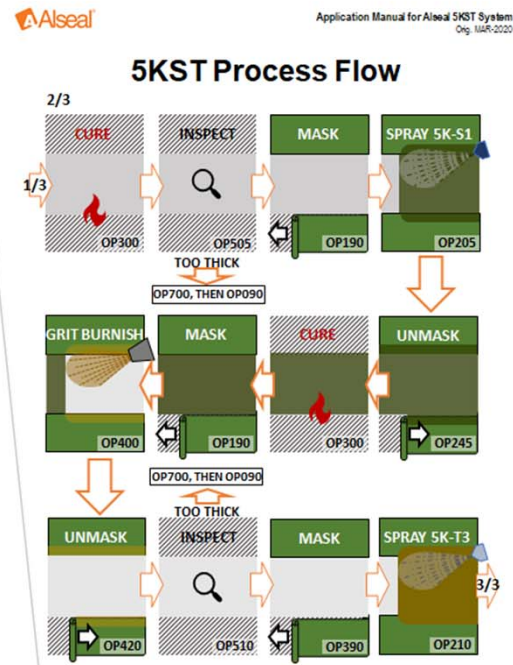 Alseal
Application Manual for Alseal 5KST System
Orig. MAR-2020
5KST Process Flow
2/3
CURE
INSPECT
MASK
SPRAY 5K-S1
1/3
OP300
OP505
OP190
OP205
TOO THICK
OP700, THEN OP090
GRIT BURNISH
MASK
CURE
UNMASK
OP400
OP190
OP300
OP245
OP700, THEN OP090
TOO THICK
UNMASK
INSPECT
MASK
SPRAY 5K-T3
3/3
OP420
OP510
OP390
OP210